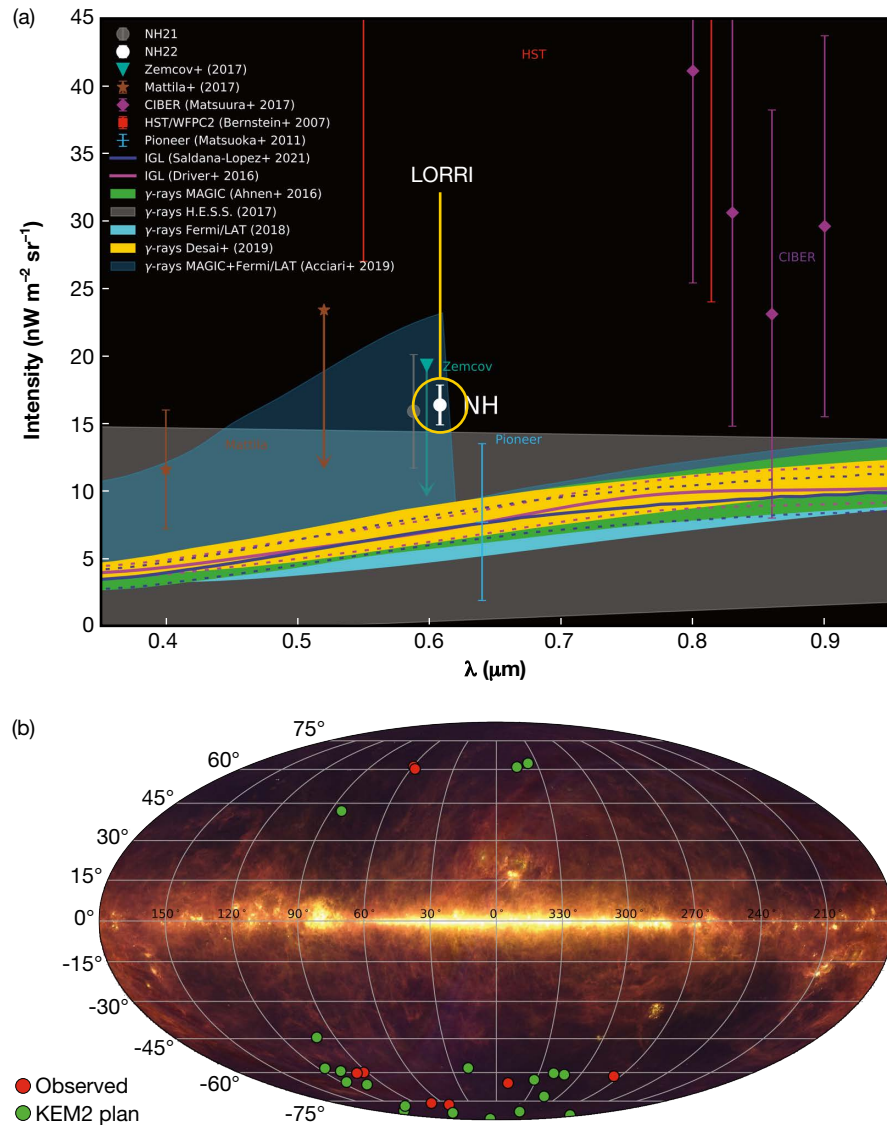 (a)
45
40
35
30
25
20
15
10
5
0
Intensity (nW m⁻² sr⁻¹)
NH21
NH22
Zemcov+ (2017)
Mattila+ (2017)
CIBER (Matsuura+ 2017)
HST/WFPC2 (Bernstein+ 2007)
Pioneer (Matsuoka+ 2011)
IGL (Saldana-Lopez+ 2021)
IGL (Driver+ 2016)
γ-rays MAGIC (Ahnen+ 2016)
γ-rays H.E.S.S. (2017)
γ-rays Fermi/LAT (2018)
γ-rays Desai+ (2019)
γ-rays MAGIC+Fermi/LAT (Acciari+ 2019)
HST
LORRI
CIBER
Zemcov
NH
Pioneer
Mattila
0.4 0.5 0.6 0.7 0.8 0.9
λ (μm)
(b)
75°
60°
45°
30°
15°
0°
150° 120° 90° 60° 30° 0° 330° 300° 270° 240° 210°
-15°
-30°
-45°
-60°
-75°
Observed
KEM2 plan